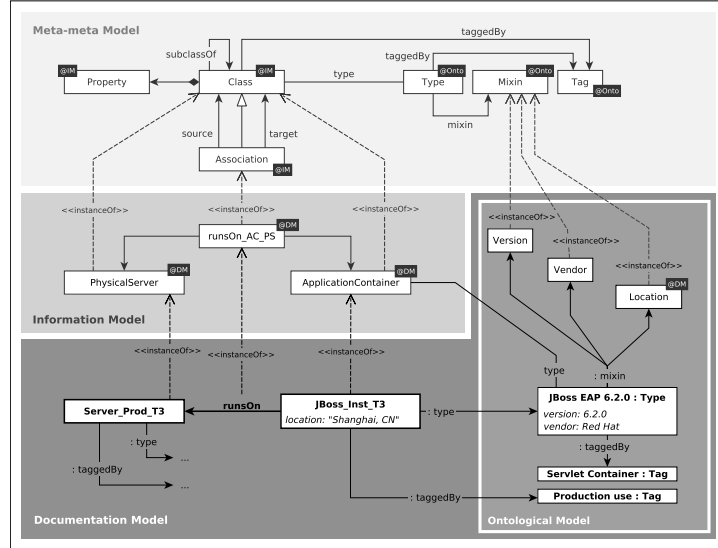 Meta-meta Model
taggedBy
subclassOf
taggedBy
@IM
Property
@IM
Class
type
@Onto
Type
@Onto
Mixin
Tag
@Onto
mixin
source
target
Association
@IM
<<instanceOf>>
<<instanceOf>>
<<instanceOf>>
<<instanceOf>>
@DM
runsOn_AC_PS
Version
<<instanceOf>>
Vendor
<<instanceOf>>
@DM
PhysicalServer
@DM
ApplicationContainer
@DM
Location
Information Model
<<instanceOf>>
<<instanceOf>>
<<instanceOf>>
type
: mixin
Server_Prod_T3
runsOn
JBoss_Inst_T3
location: "Shanghai, CN"
: type
JBoss EAP 6.2.0 : Type
version: 6.2.0
vendor: Red Hat
: type
...
: taggedBy
...
: taggedBy
Servlet Container : Tag
: taggedBy
Production use : Tag
Documentation Model
Ontological Model